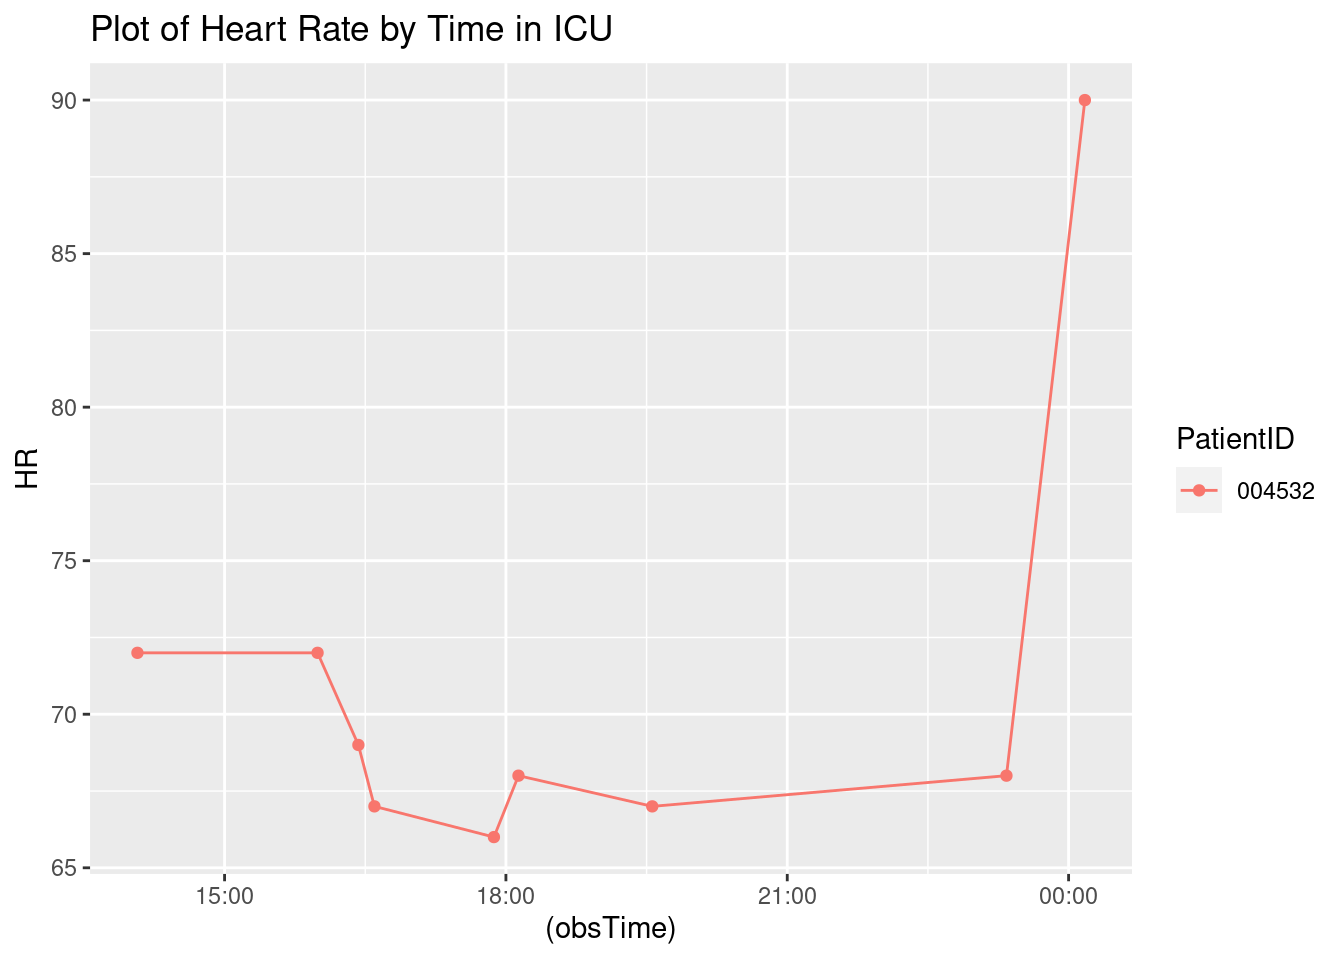 Plot of Heart Rate by Time in ICU
90
85
80
75
70
65
HR
15:00 18:00 21:00 00:00
(obsTime)
PatientID
004532